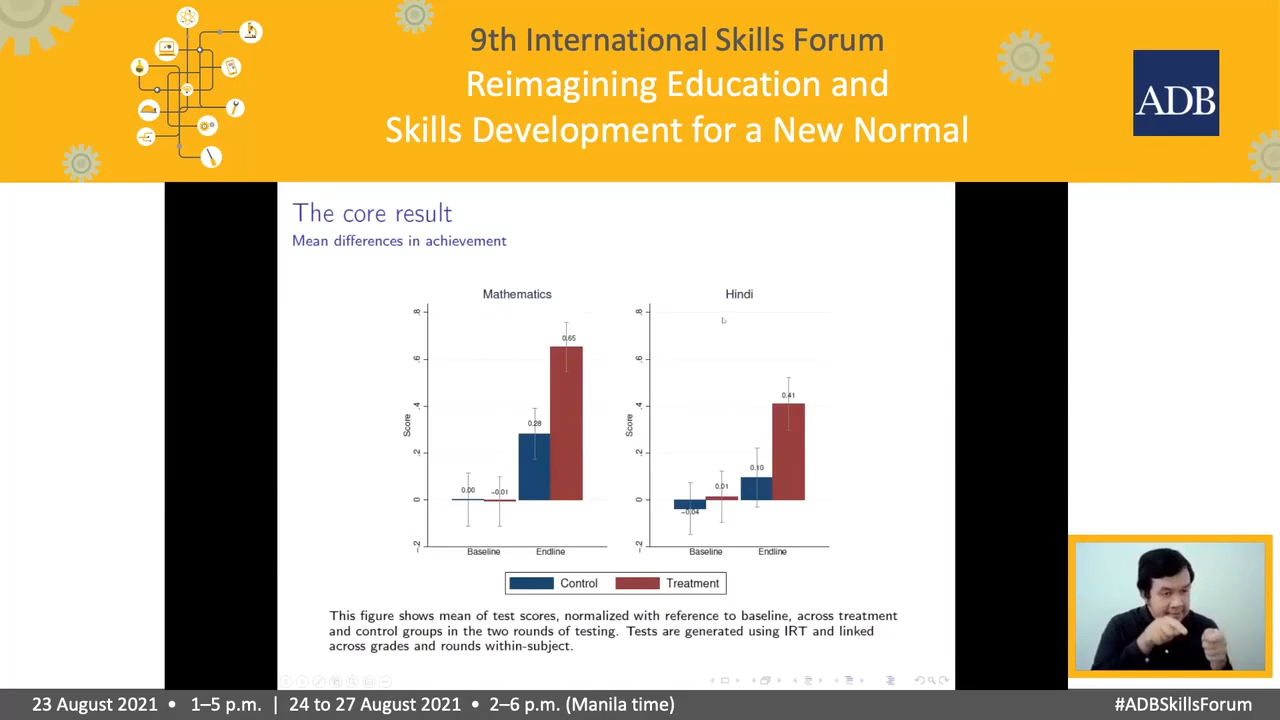 9th International Skills Forum
Reimagining Education and
Skills Development for a New Normal
ADB
The core result
Mean differences in achievement
Mathematics
Hindi
.8
.6
.4
.2
0
-.2
Score
0.00
-0.01
0.28
0.65
Baseline
Endline
.8
.6
.4
.2
0
-.2
Score
-0.04
0.01
0.10
0.41
Baseline
Endline
Control
Treatment
This figure shows mean of test scores, normalized with reference to baseline, across treatment
and control groups in the two rounds of testing. Tests are generated using IRT and linked
across grades and rounds within-subject.
23 August 2021 • 1–5 p.m. | 24 to 27 August 2021 • 2–6 p.m. (Manila time)
#ADBSkillsForum